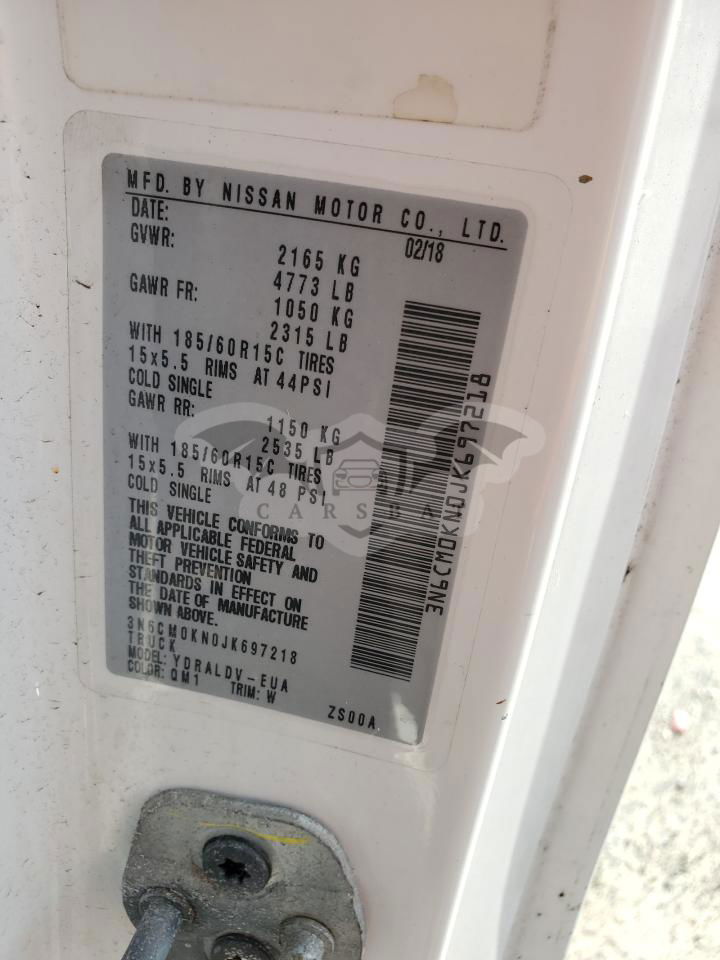 MFD. BY NISSAN MOTOR CO., LTD.
DATE: 02/18
GVWR: 2165 KG
4773 LB
GAWR FR: 1050 KG
2315 LB
WITH 185/60R15C TIRES
15x5.5 RIMS AT 44PSI
COLD SINGLE
GAWR RR: 1150 KG
2535 LB
WITH 185/60R15C TIRES
15x5.5 RIMS AT 48 PSI
COLD SINGLE
THIS VEHICLE CONFORMS TO
ALL APPLICABLE FEDERAL
MOTOR VEHICLE SAFETY AND
THEFT PREVENTION
STANDARDS IN EFFECT ON
THE DATE OF MANUFACTURE
SHOWN ABOVE.
3N6CM0KN0JK697218
TRUCK
MODEL: YDRALDV-EUA
COLOR: QM1 TRIM: W
ZS00A
3N6CM0KN0JK697218